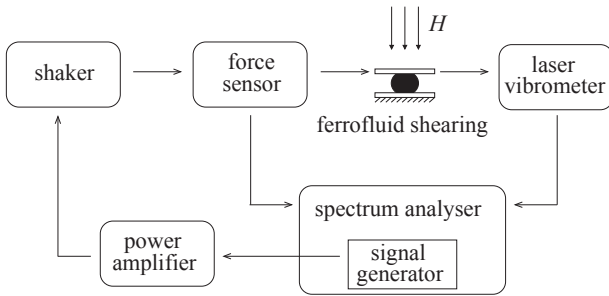 H
shaker
force
sensor
laser
vibrometer
ferrofluid shearing
spectrum analyser
signal
generator
power
amplifier